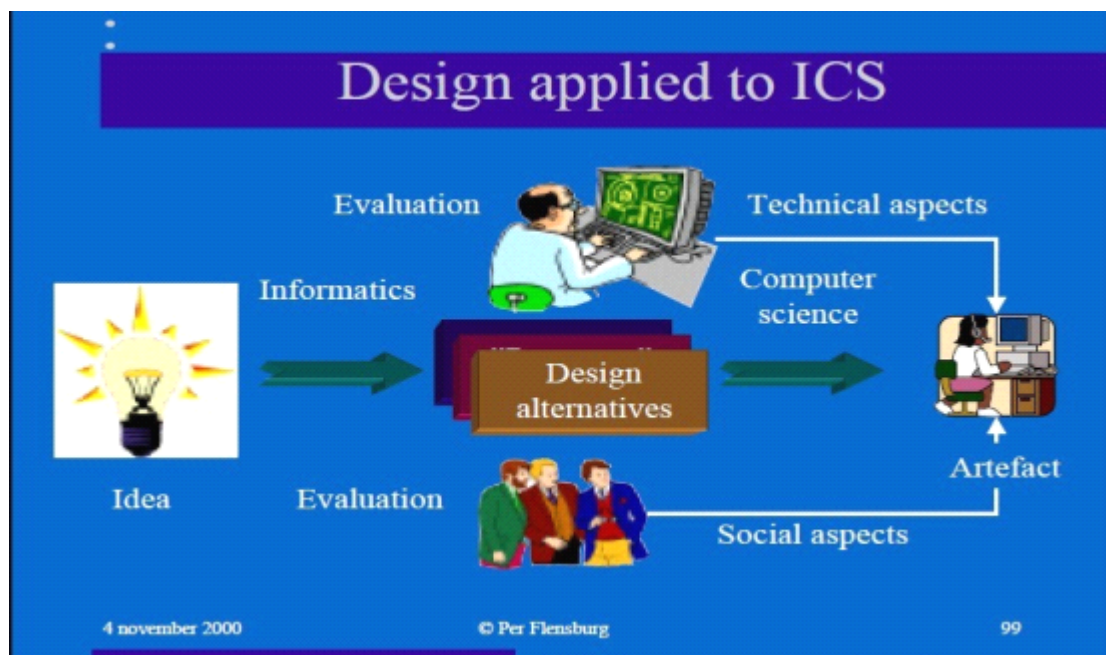 Design applied to ICS
Evaluation
Technical aspects
Informatics
Computer
science
Design
alternatives
Idea
Evaluation
Artefact
Social aspects
4 november 2000
© Per Flensburg
99